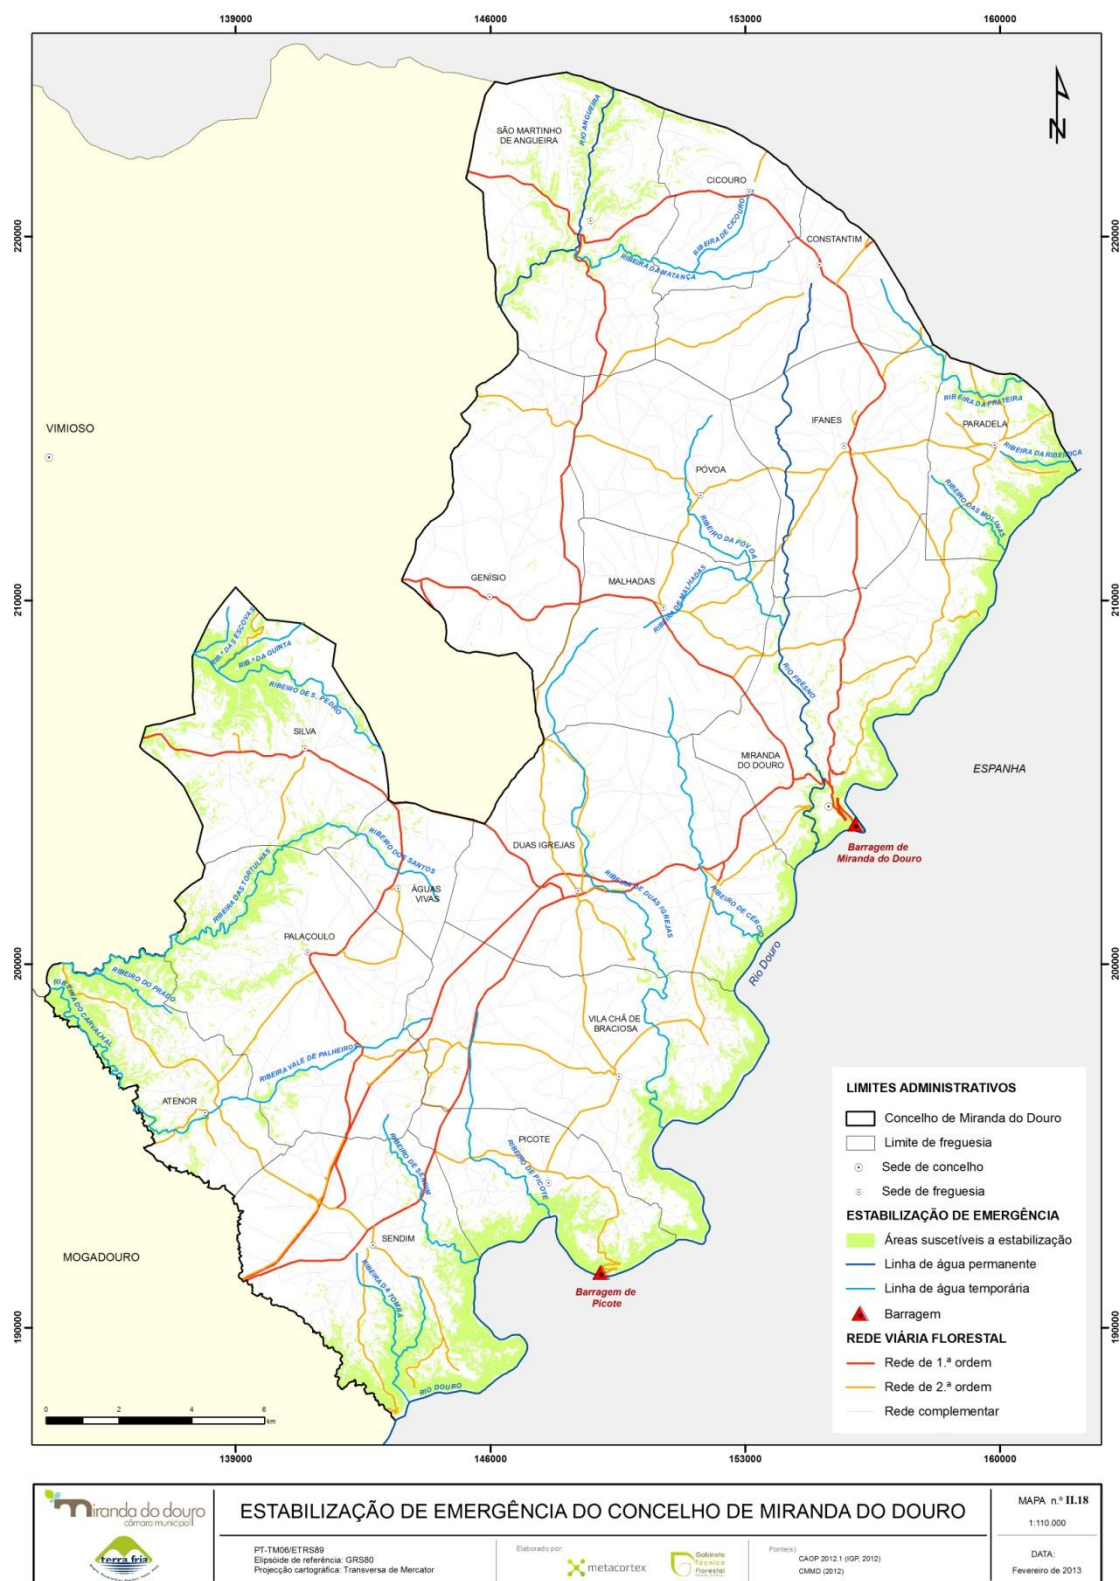 139000
146000
153000
160000
220000
210000
200000
190000
220000
210000
200000
190000
N
SÃO MARTINHO
DE ANGUEIRA
RIO ANGUEIRA
CICOURO
RIBEIRA DE CICOURO
CONSTANTIM
RIBEIRA DA MATANÇA
VIMIOSO
IFANES
RIBEIRA DA PRATEIRA
PARADELA
RIBEIRO DAS MOLINAS
PÓVOA
RIBEIRO DA PÓVOA
GENÍSIO
MALHADAS
RIBEIRA DE MALHADAS
RIB.ª DAS ESCOVAS
RIB.ª DA QUINTA
RIBEIRO DE S. PEDRO
RIO FRESNO
SILVA
MIRANDA
DO DOURO
ESPANHA
Barragem de
Miranda do Douro
DUAS IGREJAS
RIBEIRO DOS SANTOS
ÁGUAS
VIVAS
RIBEIRA DAS TORTULHAS
RIBEIRA DE DUAS IGREJAS
RIBEIRO DE CÉRCIO
PALAÇOULO
Rio Douro
RIBEIRO DO PRADO
RIBEIRA DO CARVALHAL
VILA CHÃ DE
BRACIOSA
RIBEIRA VALE DE PALHEIROS
ATENOR
PICOTE
RIBEIRO DE SENDIM
RIBEIRO DE PICOTE
SENDIM
MOGADOURO
RIBEIRA DA TOMBA
Barragem de
Picote
RIO DOURO
LIMITES ADMINISTRATIVOS
Concelho de Miranda do Douro
Limite de freguesia
Sede de concelho
Sede de freguesia
ESTABILIZAÇÃO DE EMERGÊNCIA
Áreas suscetíveis a estabilização
Linha de água permanente
Linha de água temporária
Barragem
REDE VIÁRIA FLORESTAL
Rede de 1.ª ordem
Rede de 2.ª ordem
Rede complementar
0 2 4 6
km
139000
146000
153000
160000
miranda do douro
câmara municipal
terra fria
ESTABILIZAÇÃO DE EMERGÊNCIA DO CONCELHO DE MIRANDA DO DOURO
PT-TM06/ETRS89
Elipsóide de referência: GRS80
Projecção cartográfica: Transversa de Mercator
Elaborado por:
metacortex
Gabinete
Técnico
Florestal
Fonte(s):
CAOP 2012.1 (IGP, 2012)
CMMD (2012)
MAPA n.º II.18
1:110.000
DATA:
Fevereiro de 2013